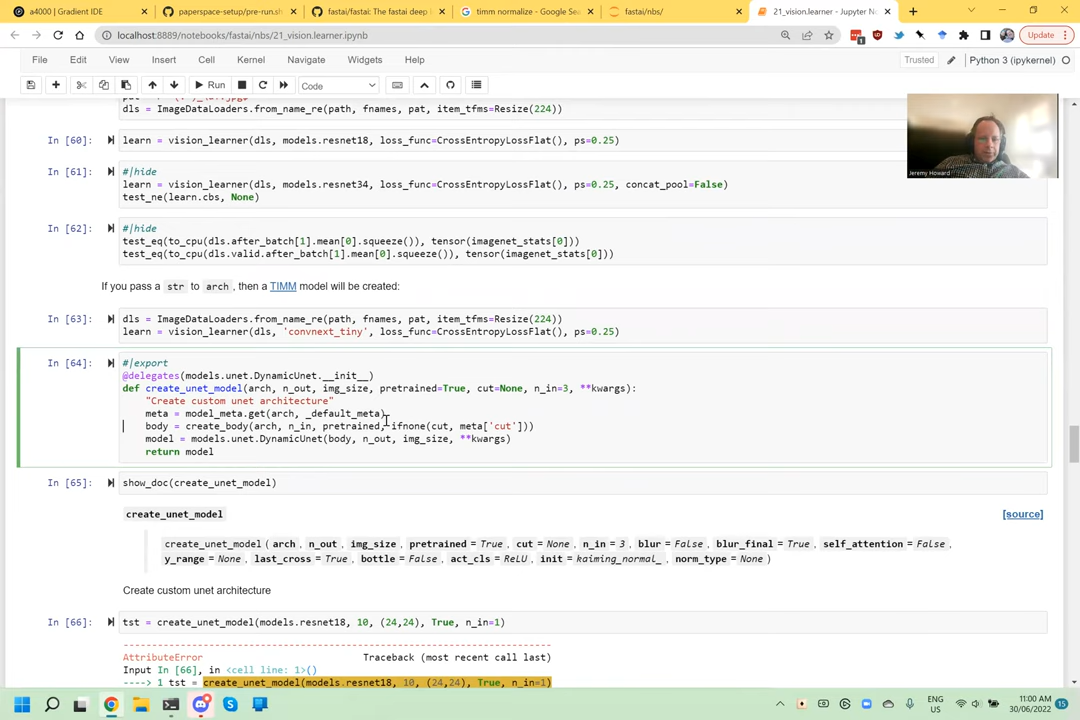 a4000 | Gradient IDE
paperspace-setup/pre-run.sh
fastai/fastai: The fastai deep l
timm normalize - Google Se
fastai/nbs/
21_vision.learner - Jupyter No
localhost:8889/notebooks/fastai/nbs/21_vision.learner.ipynb
Update
File Edit View Insert Cell Kernel Navigate Widgets Help
Trusted
Python 3 (ipykernel)
Run
Code
dls = ImageDataLoaders.from_name_re(path, fnames, pat, item_tfms=Resize(224))
Jeremy Howard
In [60]:
learn = vision_learner(dls, models.resnet18, loss_func=CrossEntropyLossFlat(), ps=0.25)
In [61]:
#|hide
learn = vision_learner(dls, models.resnet34, loss_func=CrossEntropyLossFlat(), ps=0.25, concat_pool=False)
test_ne(learn.cbs, None)
In [62]:
#|hide
test_eq(to_cpu(dls.after_batch[1].mean[0].squeeze()), tensor(imagenet_stats[0]))
test_eq(to_cpu(dls.valid.after_batch[1].mean[0].squeeze()), tensor(imagenet_stats[0]))
If you pass a str to arch, then a TIMM model will be created:
In [63]:
dls = ImageDataLoaders.from_name_re(path, fnames, pat, item_tfms=Resize(224))
learn = vision_learner(dls, 'convnext_tiny', loss_func=CrossEntropyLossFlat(), ps=0.25)
In [64]:
#|export
@delegates(models.unet.DynamicUnet.__init__)
def create_unet_model(arch, n_out, img_size, pretrained=True, cut=None, n_in=3, **kwargs):
"Create custom unet architecture"
meta = model_meta.get(arch, _default_meta)
body = create_body(arch, n_in, pretrained, ifnone(cut, meta['cut']))
model = models.unet.DynamicUnet(body, n_out, img_size, **kwargs)
return model
In [65]:
show_doc(create_unet_model)
create_unet_model
[source]
create_unet_model ( arch , n_out , img_size , pretrained = True , cut = None , n_in = 3 , blur = False , blur_final = True , self_attention = False ,
y_range = None , last_cross = True , bottle = False , act_cls = ReLU , init = kaiming_normal_ , norm_type = None )
Create custom unet architecture
In [66]:
tst = create_unet_model(models.resnet18, 10, (24,24), True, n_in=1)
---------------------------------------------------------------------------
AttributeError Traceback (most recent call last)
Input In [66], in <cell line: 1>()
----> 1 tst = create_unet_model(models.resnet18, 10, (24,24), True, n_in=1)
ENG
US
11:00 AM
30/06/2022
15